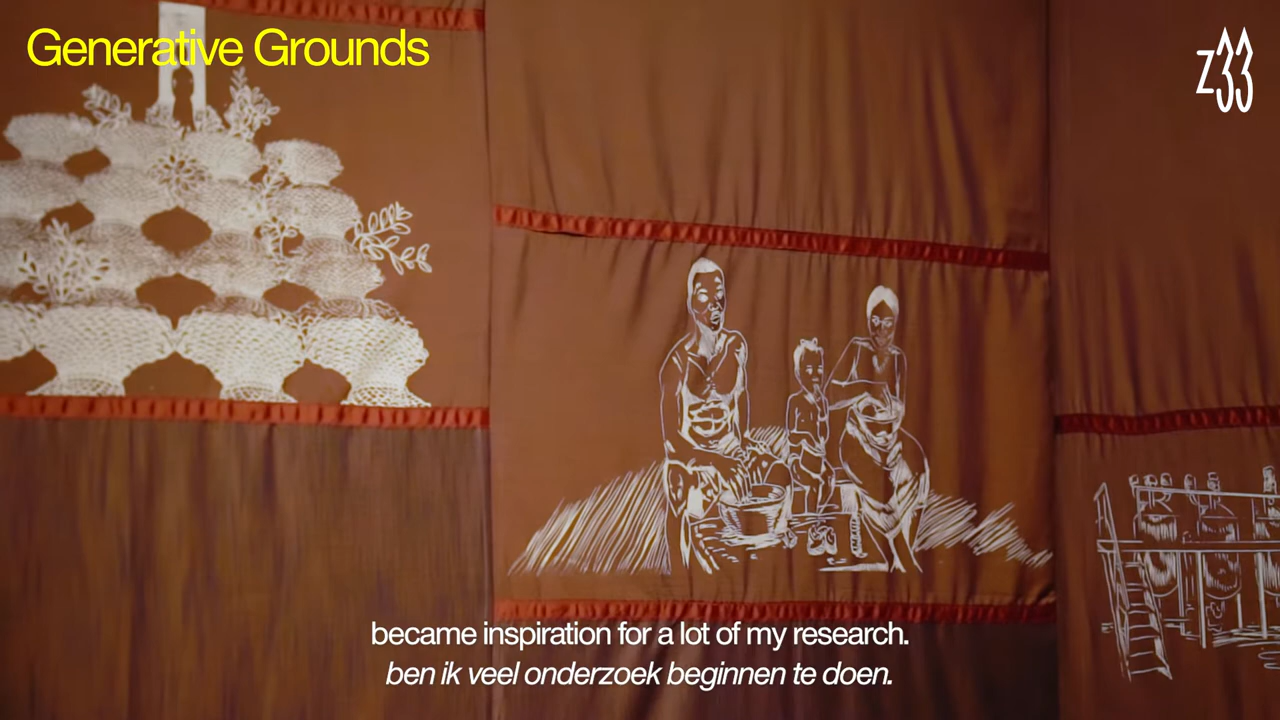 Generative Grounds
z33
became inspiration for a lot of my research.
ben ik veel onderzoek beginnen te doen.